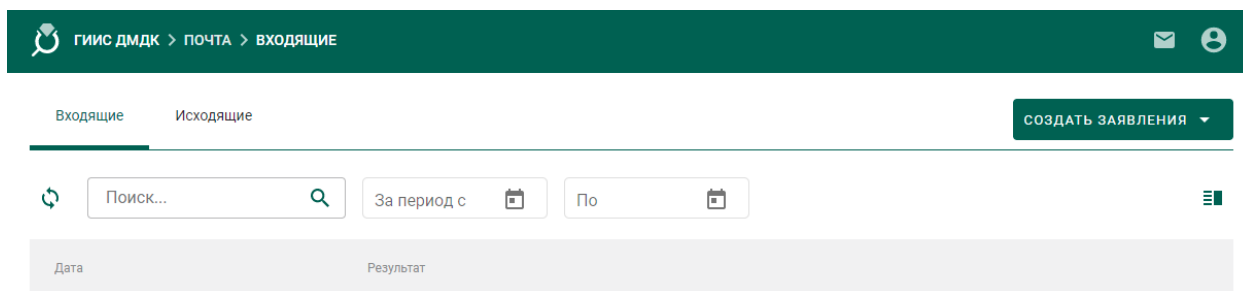 ГИИС ДМДК > ПОЧТА > ВХОДЯЩИЕ
Входящие Исходящие СОЗДАТЬ ЗАЯВЛЕНИЯ
Поиск... За период с По
Дата Результат